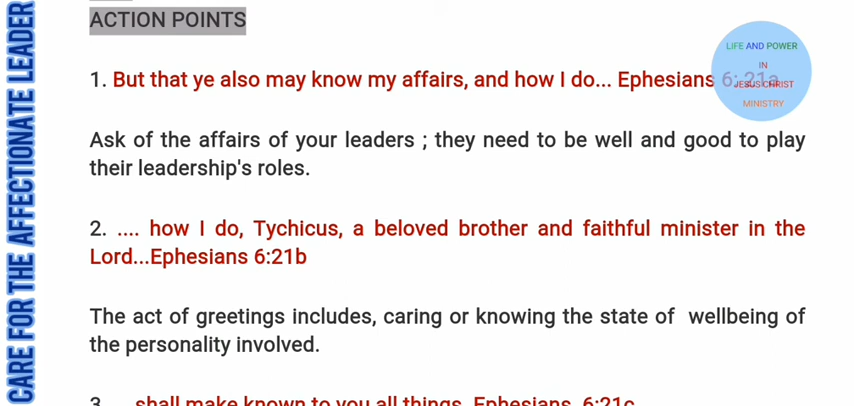 CARE FOR THE AFFECTIONATE LEADER
ACTION POINTS
LIFE AND POWER
IN
JESUS CHRIST
MINISTRY
1. But that ye also may know my affairs, and how I do... Ephesians 6: 21a
Ask of the affairs of your leaders ; they need to be well and good to play
their leadership's roles.
2. .... how I do, Tychicus, a beloved brother and faithful minister in the
Lord...Ephesians 6:21b
The act of greetings includes, caring or knowing the state of wellbeing of
the personality involved.
3. ... shall make known to you all things. Ephesians 6:21c